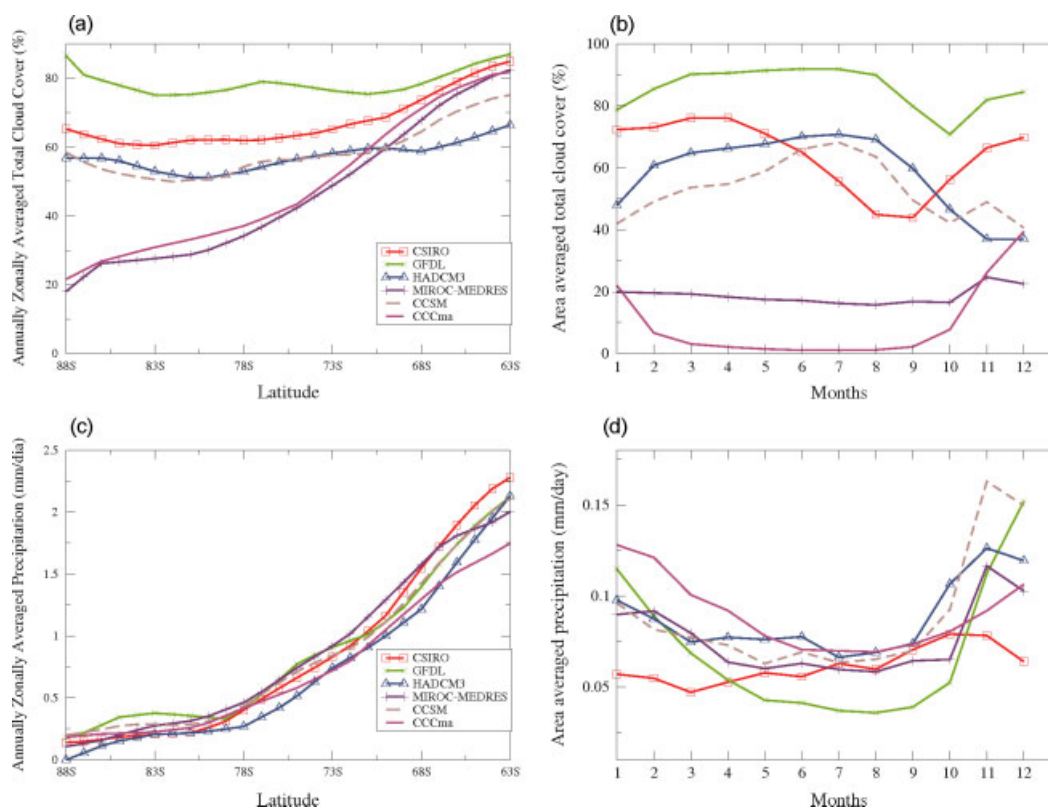 (a)
Annually Zonally Averaged Total Cloud Cover (%)
80
60
40
20
0
88S 83S 78S 73S 68S 63S
Latitude
CSIRO
GFDL
HADCM3
MIROC-MEDRES
CCSM
CCCma
(b)
Area averaged total cloud cover (%)
100
80
60
40
20
0
1 2 3 4 5 6 7 8 9 10 11 12
Months
(c)
Annually Zonally Averaged Precipitation (mm/dia)
2.5
2
1.5
1
0.5
0
88S 83S 78S 73S 68S 63S
Latitude
CSIRO
GFDL
HADCM3
MIROC-MEDRES
CCSM
CCCma
(d)
Area averaged precipitation (mm/day)
0.15
0.1
0.05
1 2 3 4 5 6 7 8 9 10 11 12
Months